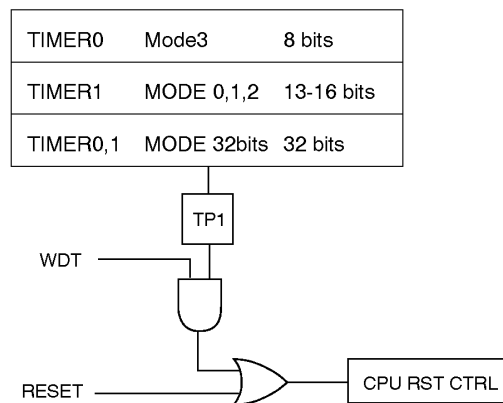 TIMER0 Mode3 8 bits
TIMER1 MODE 0,1,2 13-16 bits
TIMER0,1 MODE 32bits 32 bits
TP1
WDT
RESET
CPU RST CTRL